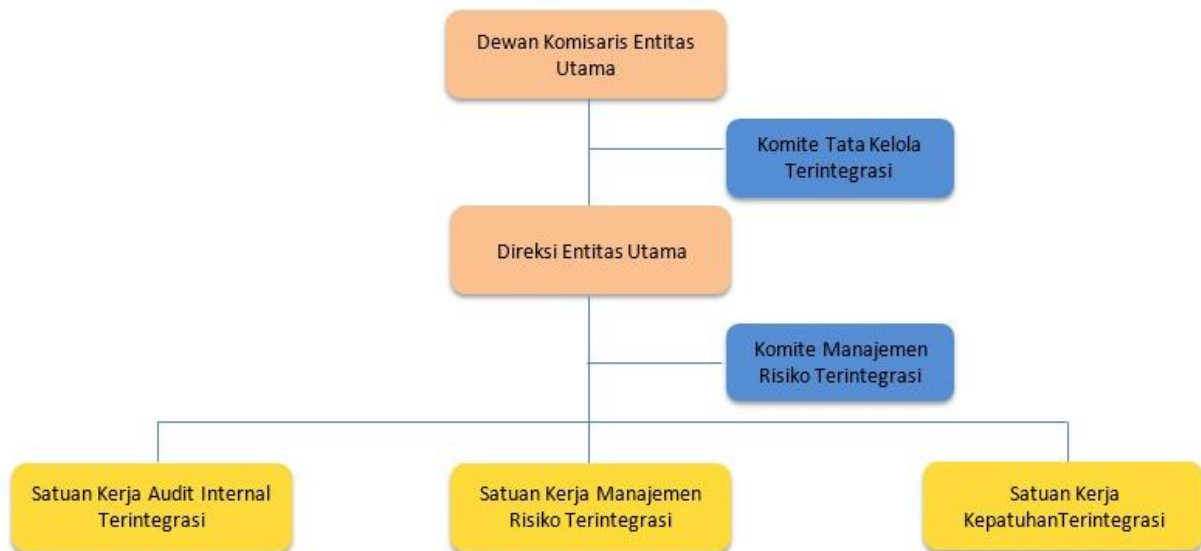 Dewan Komisaris Entitas
Utama
Komite Tata Kelola
Terintegrasi
Direksi Entitas Utama
Komite Manajemen
Risiko Terintegrasi
Satuan Kerja Audit Internal
Terintegrasi
Satuan Kerja Manajemen
Risiko Terintegrasi
Satuan Kerja
KepatuhanTerintegrasi